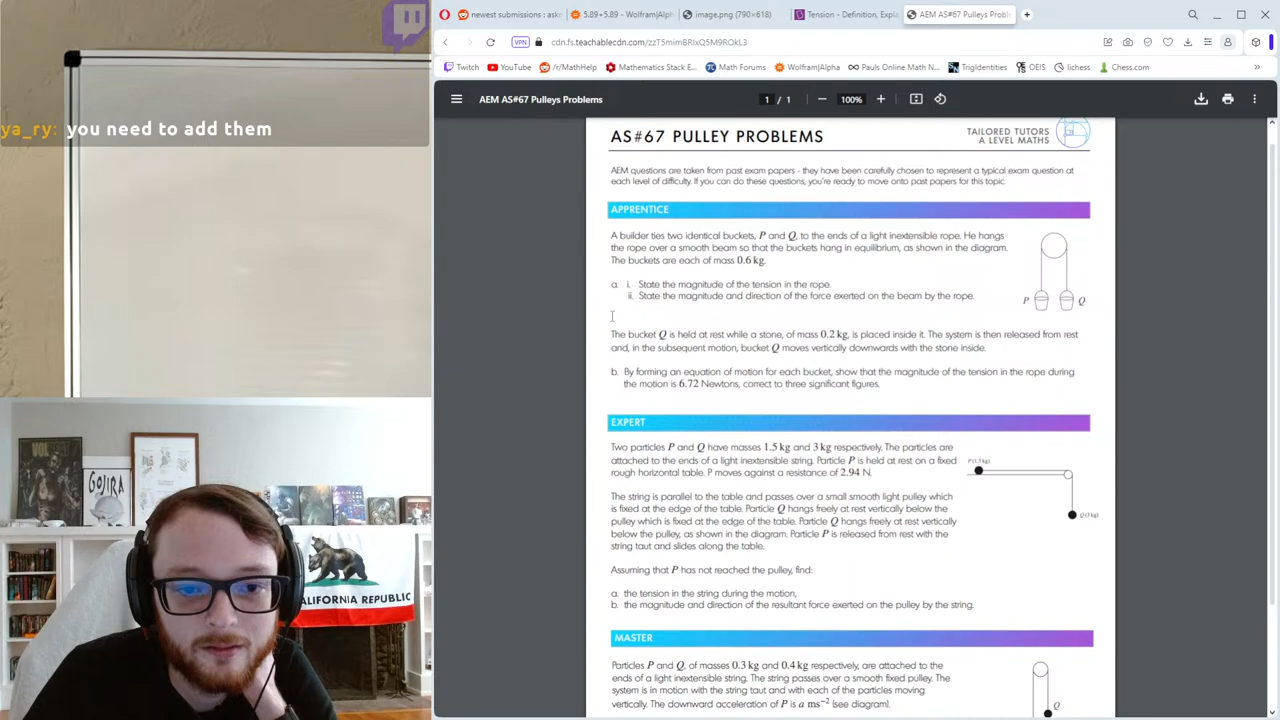 ya_ry: you need to add them
newest submissions : ask
5.89+5.89 - Wolfram|Alph
image.png (790×618)
Tension - Definition, Expla
AEM AS#67 Pulleys Probl
VPN
cdn.fs.teachablecdn.com/zzT5mimBRIxQ5M9ROkL3
Twitch
YouTube
/r/MathHelp
Mathematics Stack E...
Math Forums
Wolfram|Alpha
Pauls Online Math N...
TrigIdentities
OEIS
lichess
Chess.com
AEM AS#67 Pulleys Problems
1 / 1
100%
AS#67 PULLEY PROBLEMS
TAILORED TUTORS
A LEVEL MATHS
AEM questions are taken from past exam papers - they have been carefully chosen to represent a typical exam question at
each level of difficulty. If you can do these questions, you're ready to move onto past papers for this topic.
APPRENTICE
A builder ties two identical buckets, P and Q, to the ends of a light inextensible rope. He hangs
the rope over a smooth beam so that the buckets hang in equilibrium, as shown in the diagram.
The buckets are each of mass 0.6 kg.
a. i. State the magnitude of the tension in the rope.
ii. State the magnitude and direction of the force exerted on the beam by the rope.
P
Q
The bucket Q is held at rest while a stone, of mass 0.2 kg, is placed inside it. The system is then released from rest
and, in the subsequent motion, bucket Q moves vertically downwards with the stone inside.
b. By forming an equation of motion for each bucket, show that the magnitude of the tension in the rope during
the motion is 6.72 Newtons, correct to three significant figures.
EXPERT
Two particles P and Q have masses 1.5 kg and 3 kg respectively. The particles are
attached to the ends of a light inextensible string. Particle P is held at rest on a fixed
rough horizontal table. P moves against a resistance of 2.94 N.
P (1.5 kg)
Q (3 kg)
The string is parallel to the table and passes over a small smooth light pulley which
is fixed at the edge of the table. Particle Q hangs freely at rest vertically below the
pulley which is fixed at the edge of the table. Particle Q hangs freely at rest vertically
below the pulley, as shown in the diagram. Particle P is released from rest with the
string taut and slides along the table.
Assuming that P has not reached the pulley, find:
a. the tension in the string during the motion,
b. the magnitude and direction of the resultant force exerted on the pulley by the string.
MASTER
Particles P and Q, of masses 0.3 kg and 0.4 kg respectively, are attached to the
ends of a light inextensible string. The string passes over a smooth fixed pulley. The
system is in motion with the string taut and with each of the particles moving
vertically. The downward acceleration of P is a ms⁻² (see diagram).
Q
VOL
GOJIRA
CALIFORNIA REPUBLIC